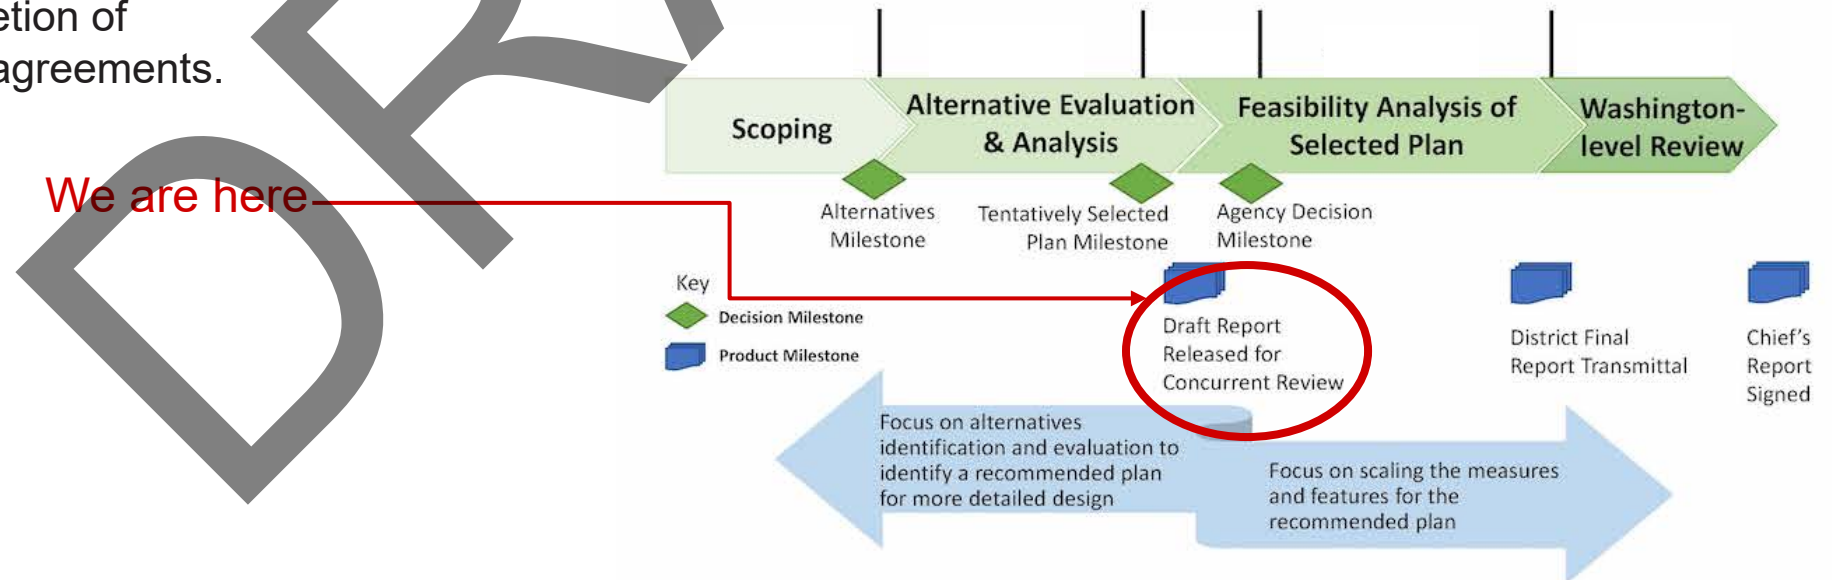 etion of
agreements.
Scoping
Alternative Evaluation
& Analysis
Feasibility Analysis of
Selected Plan
Washington-
level Review
We are here
Alternatives
Milestone
Tentatively Selected
Plan Milestone
Agency Decision
Milestone
Key
Decision Milestone
Product Milestone
Draft Report
Released for
Concurrent Review
District Final
Report Transmittal
Chief's
Report
Signed
Focus on alternatives
identification and evaluation to
identify a recommended plan
for more detailed design
Focus on scaling the measures
and features for the
recommended plan